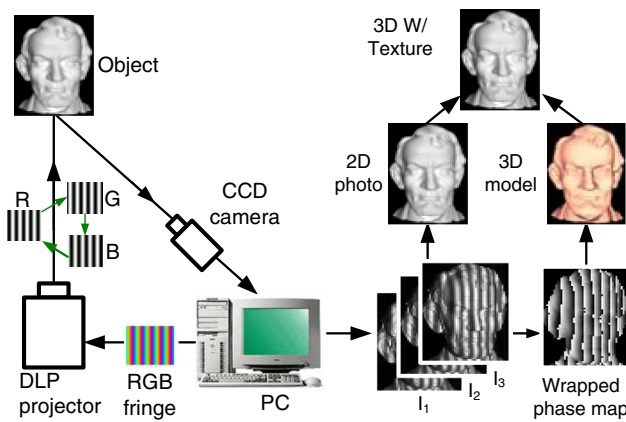 Object
3D W/
Texture
2D
photo
3D
model
CCD
camera
R
G
B
DLP
projector
RGB
fringe
PC
I1
I2
I3
Wrapped
phase map